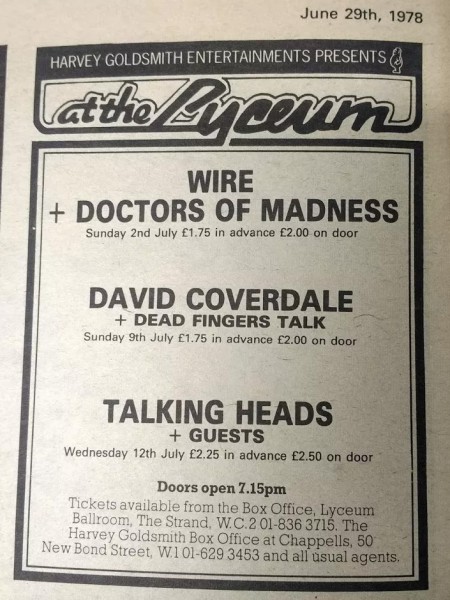 June 29th, 1978
HARVEY GOLDSMITH ENTERTAINMENTS PRESENTS
at the Lyceum
WIRE
+ DOCTORS OF MADNESS
Sunday 2nd July £1.75 in advance £2.00 on door
DAVID COVERDALE
+ DEAD FINGERS TALK
Sunday 9th July £1.75 in advance £2.00 on door
TALKING HEADS
+ GUESTS
Wednesday 12th July £2.25 in advance £2.50 on door
Doors open 7.15pm
Tickets available from the Box Office, Lyceum
Ballroom, The Strand, W.C.2 01-836 3715. The
Harvey Goldsmith Box Office at Chappells, 50
New Bond Street, W.1 01-629 3453 and all usual agents.